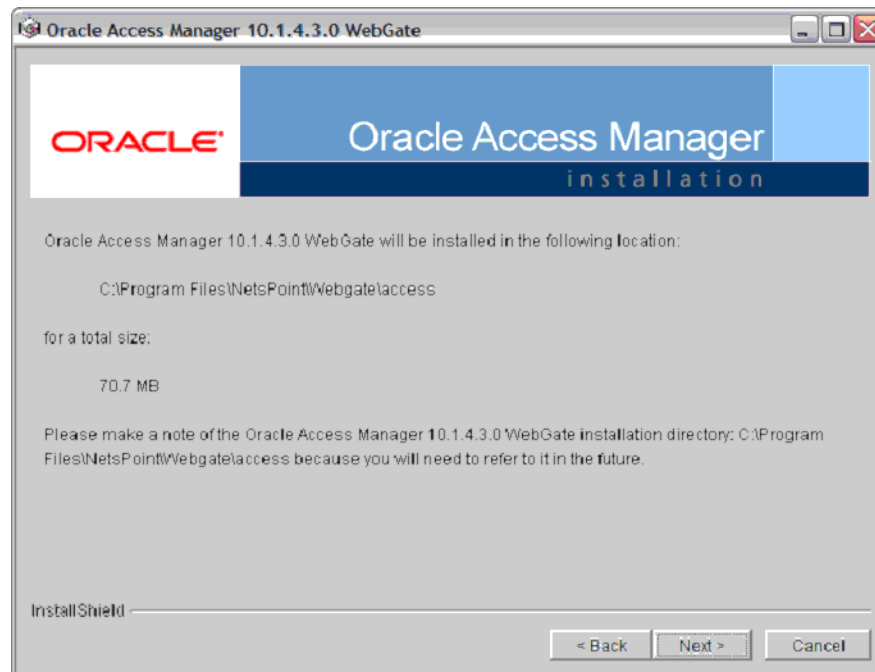 Oracle Access Manager 10.1.4.3.0 WebGate
ORACLE®
Oracle Access Manager
installation
Oracle Access Manager 10.1.4.3.0 WebGate will be installed in the following location:
C:\Program Files\NetsPoint\Webgate\access
for a total size:
70.7 MB
Please make a note of the Oracle Access Manager 10.1.4.3.0 WebGate installation directory: C:\Program
Files\NetsPoint\Webgate\access because you will need to refer to it in the future.
InstallShield
< Back Next > Cancel